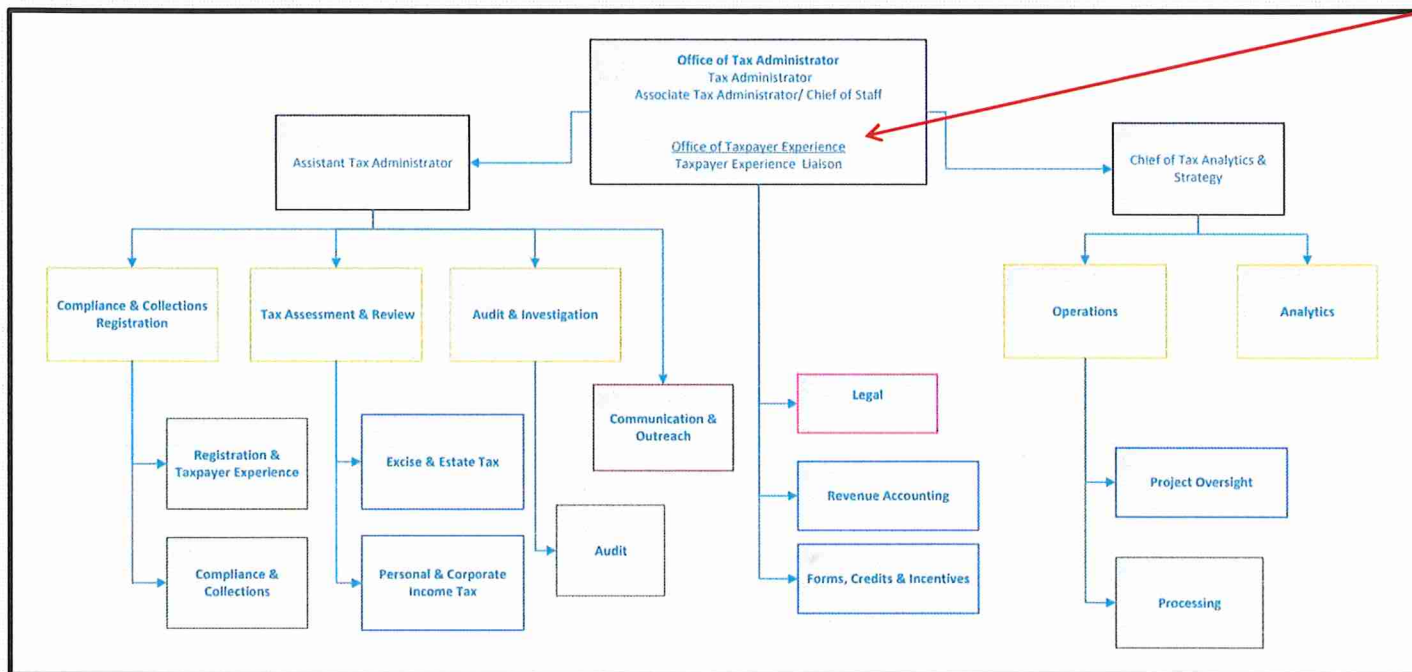 Office of Tax Administrator
Tax Administrator
Associate Tax Administrator/ Chief of Staff
Office of Taxpayer Experience
Taxpayer Experience Liaison
Assistant Tax Administrator
Chief of Tax Analytics &
Strategy
Compliance & Collections
Registration
Tax Assessment & Review
Audit & Investigation
Operations
Analytics
Communication &
Outreach
Legal
Registration &
Taxpayer Experience
Excise & Estate Tax
Revenue Accounting
Project Oversight
Audit
Compliance &
Collections
Personal & Corporate
Income Tax
Forms, Credits & Incentives
Processing